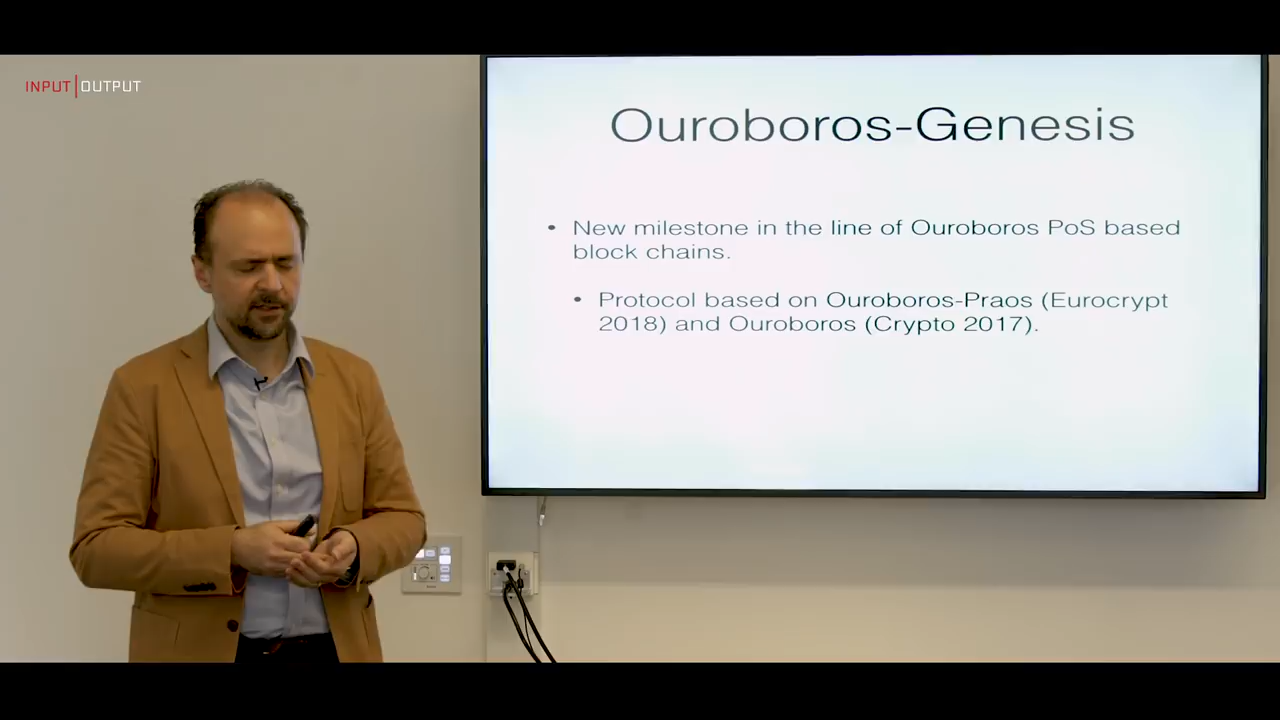 INPUT|OUTPUT
Ouroboros-Genesis
• New milestone in the line of Ouroboros PoS based
block chains.
• Protocol based on Ouroboros-Praos (Eurocrypt
2018) and Ouroboros (Crypto 2017).